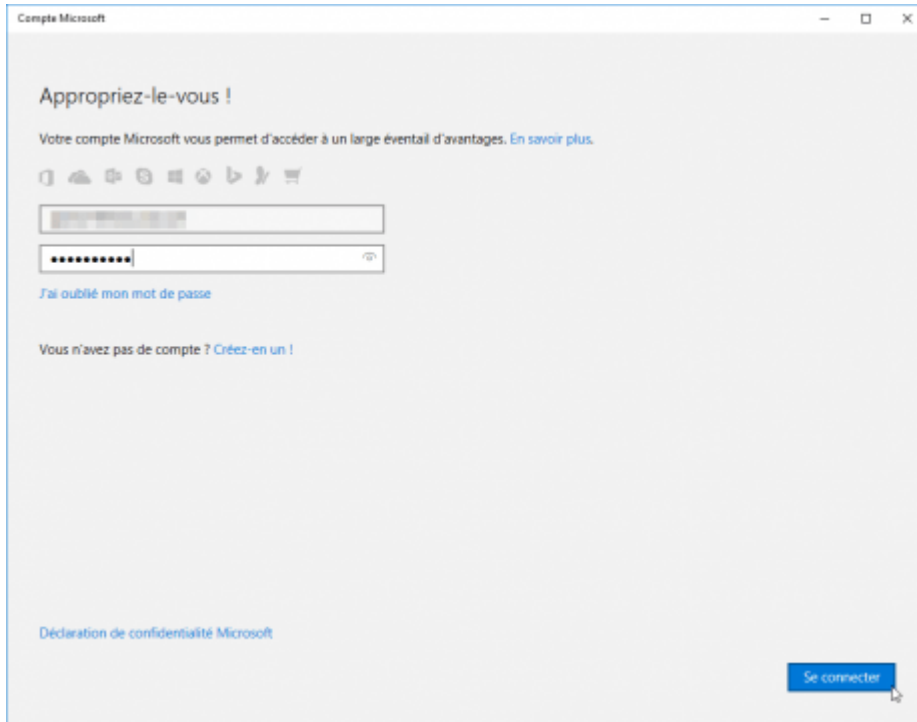 Compte Microsoft
Appropriez-le-vous !
Votre compte Microsoft vous permet d'accéder à un large éventail d'avantages. En savoir plus.
••••••••••
J'ai oublié mon mot de passe
Vous n'avez pas de compte ? Créez-en un !
Déclaration de confidentialité Microsoft
Se connecter